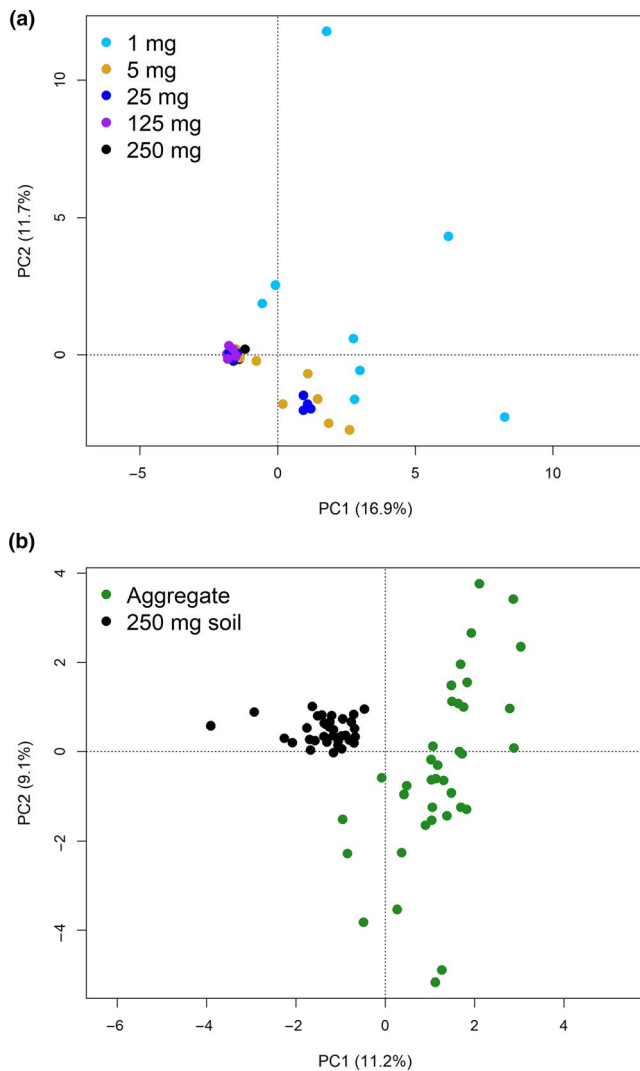 (a)
1 mg
5 mg
25 mg
125 mg
250 mg
10
5
0
PC2 (11.7%)
−5
0
5
10
PC1 (16.9%)
(b)
Aggregate
250 mg soil
4
2
0
−2
−4
PC2 (9.1%)
−6
−4
−2
0
2
4
PC1 (11.2%)